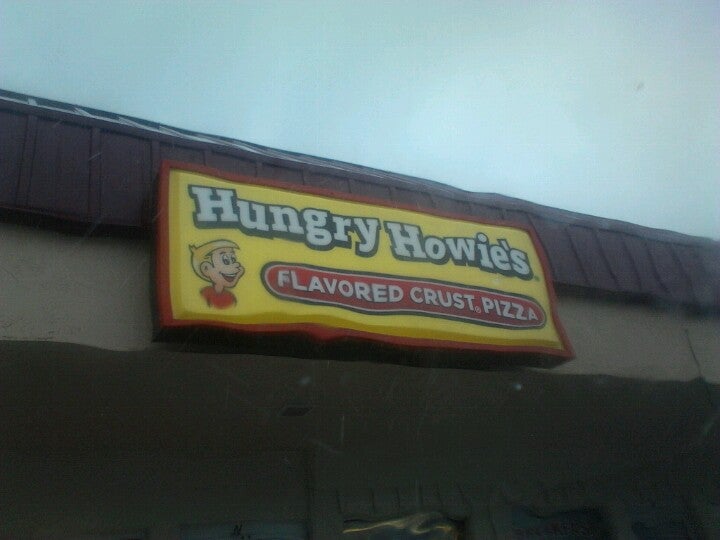 Hungry Howie's
FLAVORED CRUST® PIZZA